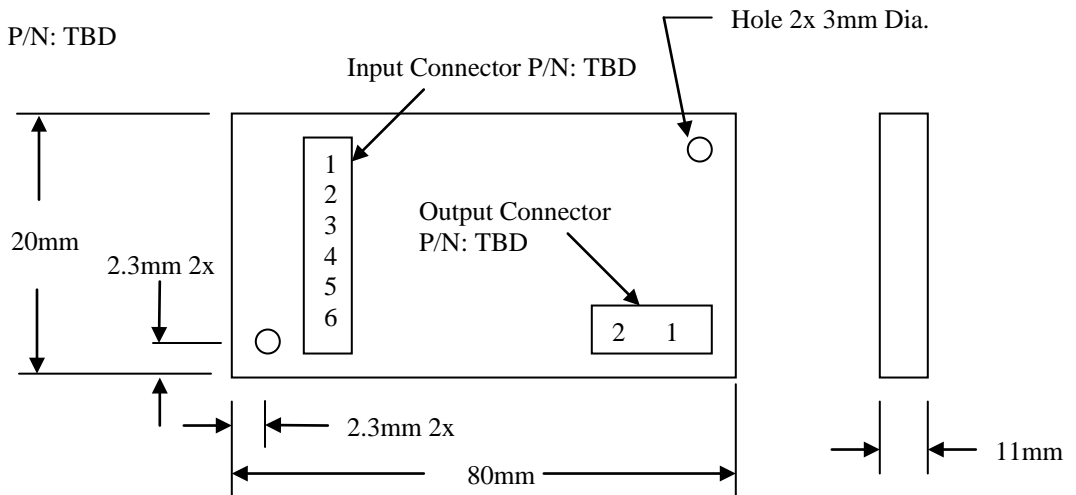 P/N: TBD
Hole 2x 3mm Dia.
Input Connector P/N: TBD
1
2
3
4
5
6
Output Connector
P/N: TBD
20mm
2.3mm 2x
2 1
2.3mm 2x
80mm
11mm